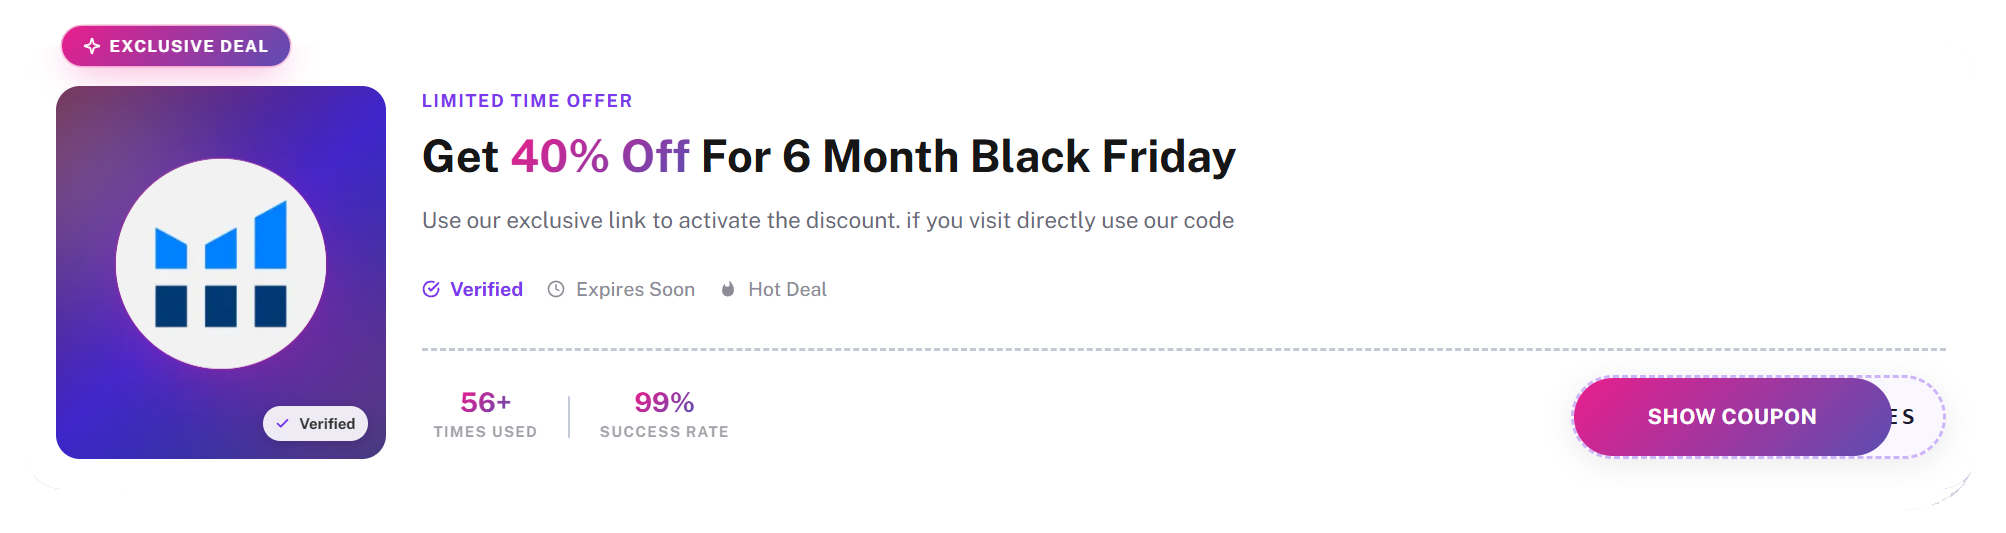 EXCLUSIVE DEAL
LIMITED TIME OFFER
Get 40% Off For 6 Month Black Friday
Use our exclusive link to activate the discount. if you visit directly use our code
Verified
Expires Soon
Hot Deal
Verified
56+
TIMES USED
99%
SUCCESS RATE
SHOW COUPON
ES